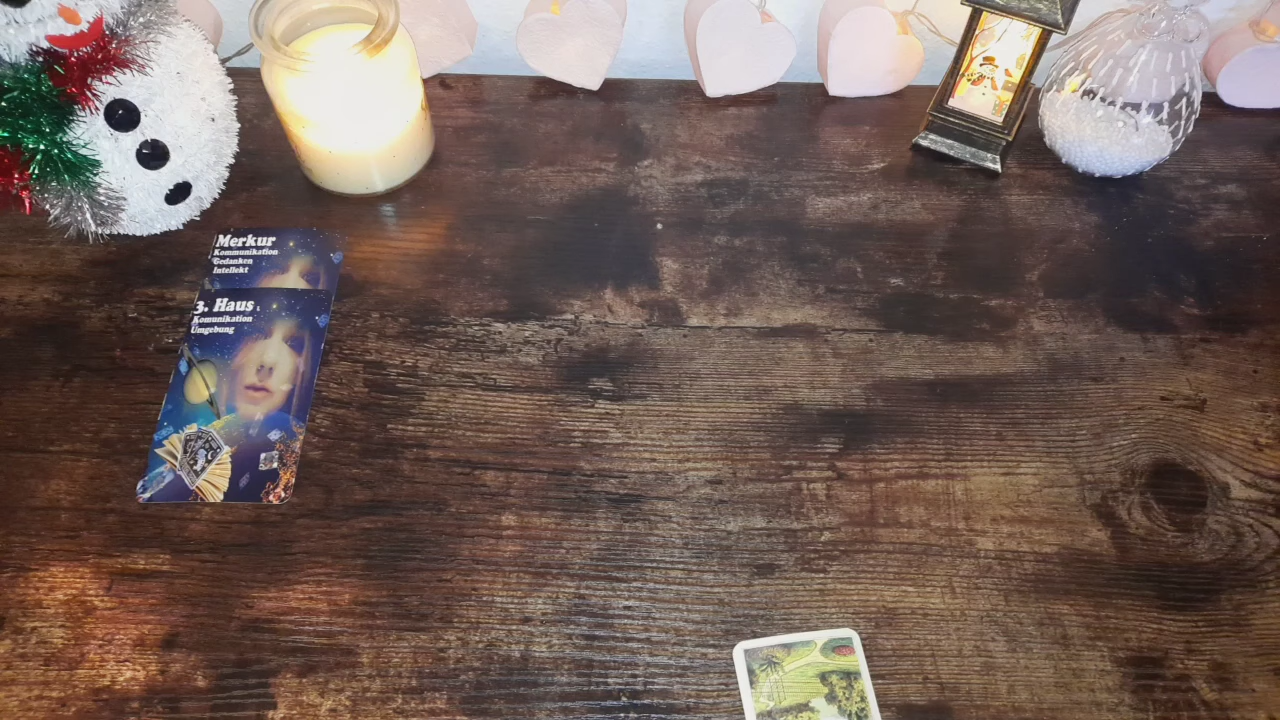 Merkur
Kommunikation
Gedanken
Intellekt
3. Haus
Komunikation
Umgebung